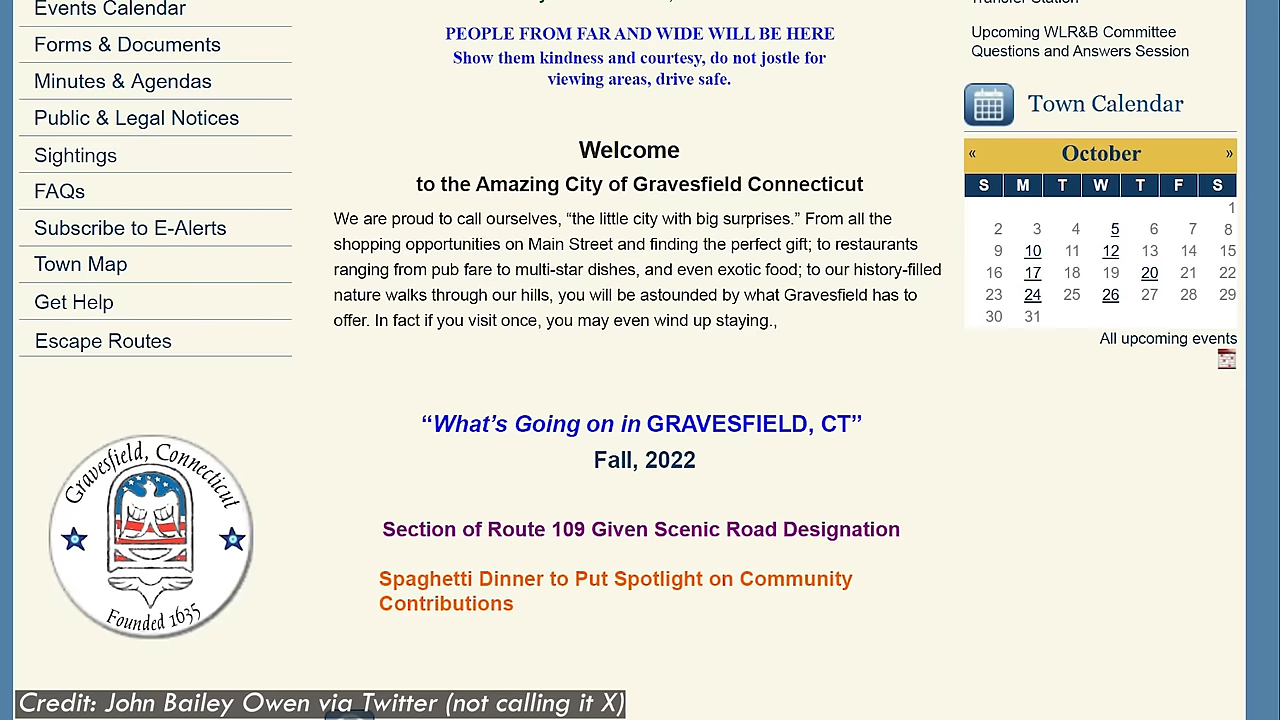 Events Calendar
Forms & Documents
Minutes & Agendas
Public & Legal Notices
Sightings
FAQs
Subscribe to E-Alerts
Town Map
Get Help
Escape Routes
Gravesfield, Connecticut
Founded 1635
PEOPLE FROM FAR AND WIDE WILL BE HERE
Show them kindness and courtesy, do not jostle for
viewing areas, drive safe.
Welcome
to the Amazing City of Gravesfield Connecticut
We are proud to call ourselves, “the little city with big surprises.” From all the
shopping opportunities on Main Street and finding the perfect gift; to restaurants
ranging from pub fare to multi-star dishes, and even exotic food; to our history-filled
nature walks through our hills, you will be astounded by what Gravesfield has to
offer. In fact if you visit once, you may even wind up staying.,
“What’s Going on in GRAVESFIELD, CT”
Fall, 2022
Section of Route 109 Given Scenic Road Designation
Spaghetti Dinner to Put Spotlight on Community
Contributions
Transfer Station
Upcoming WLR&B Committee
Questions and Answers Session
Town Calendar
« October »
S M T W T F S
1
2 3 4 5 6 7 8
9 10 11 12 13 14 15
16 17 18 19 20 21 22
23 24 25 26 27 28 29
30 31
All upcoming events
Credit: John Bailey Owen via Twitter (not calling it X)